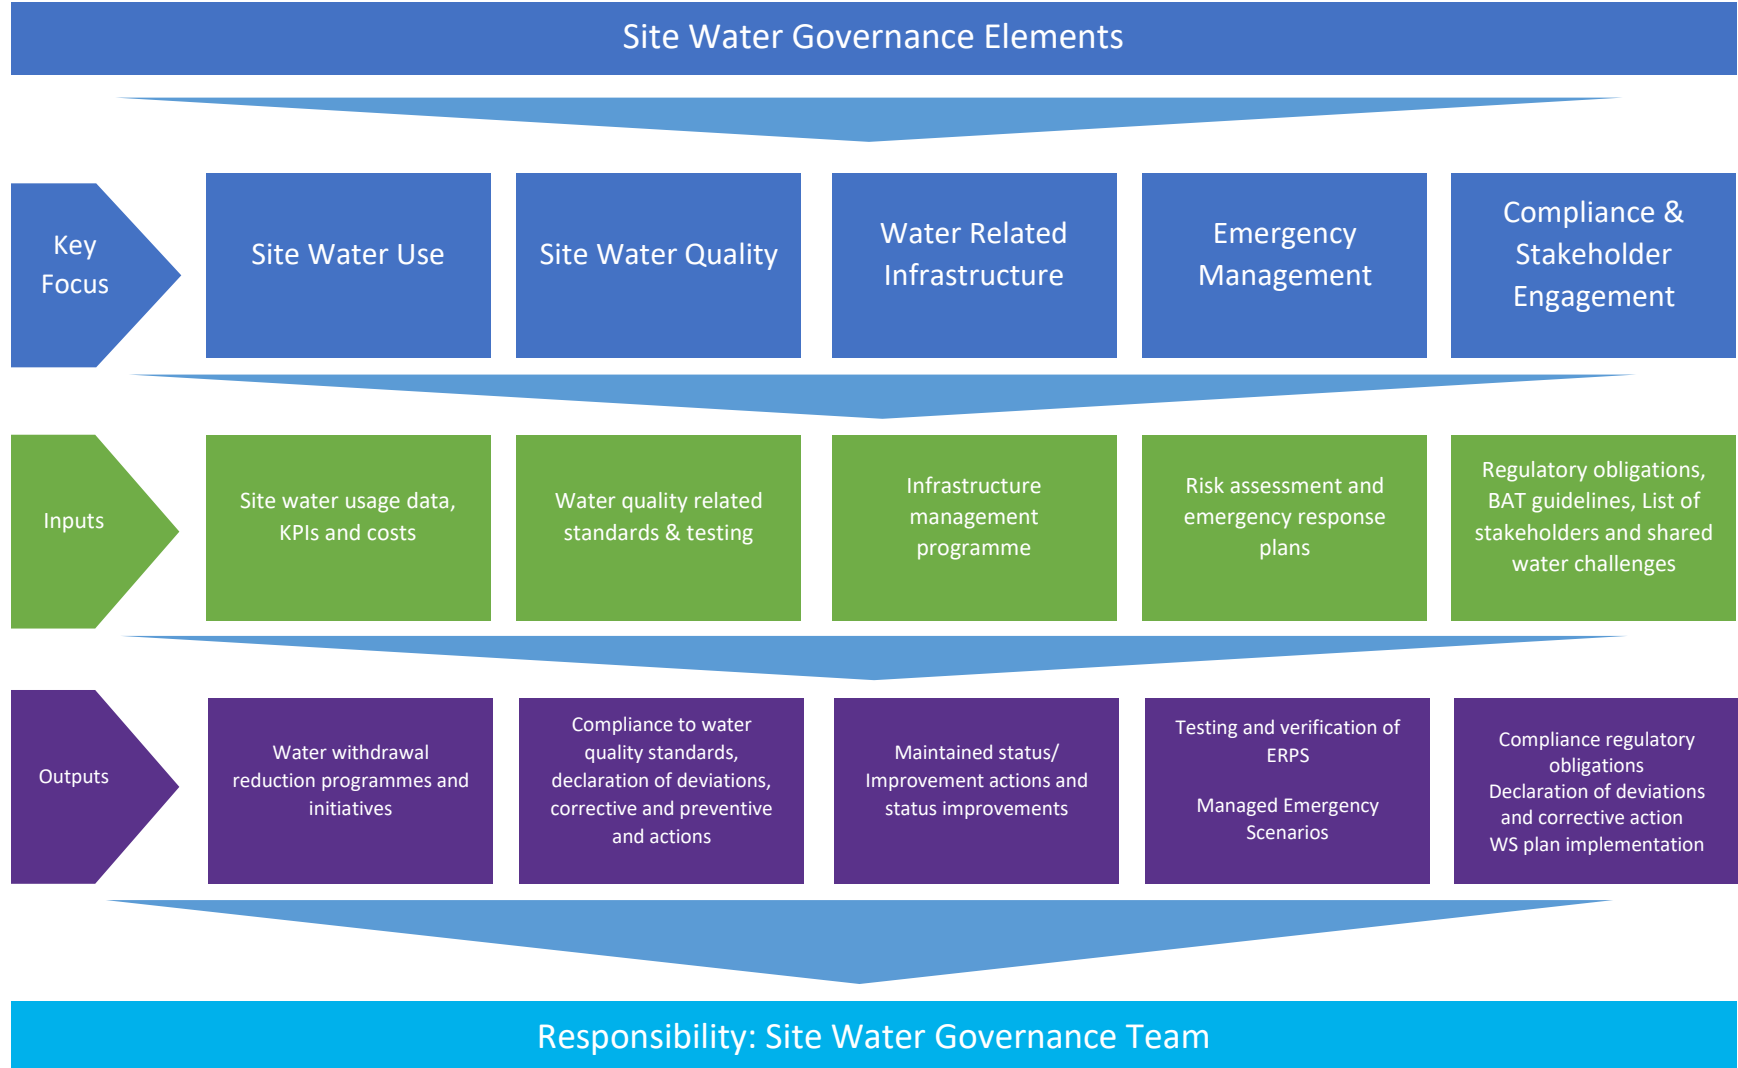 Site Water Governance Elements
Key
Focus
Site Water Use
Site Water Quality
Water Related
Infrastructure
Emergency
Management
Compliance &
Stakeholder
Engagement
Inputs
Site water usage data,
KPIs and costs
Water quality related
standards & testing
Infrastructure
management
programme
Risk assessment and
emergency response
plans
Regulatory obligations,
BAT guidelines, List of
stakeholders and shared
water challenges
Outputs
Water withdrawal
reduction programmes and
initiatives
Compliance to water
quality standards,
declaration of deviations,
corrective and preventive
and actions
Maintained status/
Improvement actions and
status improvements
Testing and verification of
ERPS
Managed Emergency
Scenarios
Compliance regulatory
obligations
Declaration of deviations
and corrective action
WS plan implementation
Responsibility: Site Water Governance Team